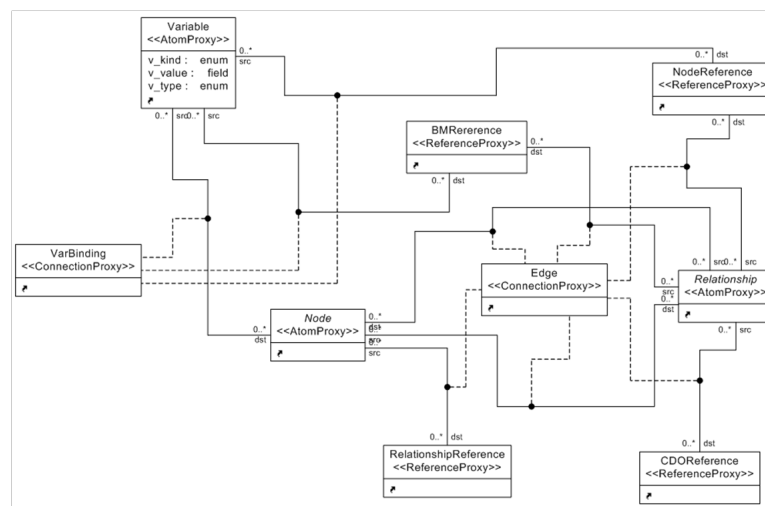 Variable
<<AtomProxy>>
v_kind : enum
v_value : field
v_type : enum
0..*
src
0..* dst
NodeReference
<<ReferenceProxy>>
0..* src
0..* src
0..*
dst
BMRererence
<<ReferenceProxy>>
0..*
dst
0..* dst
VarBinding
<<ConnectionProxy>>
Edge
<<ConnectionProxy>>
0..* src
0..* src
0..*
src
0..*
dst
Relationship
<<AtomProxy>>
0..*
dst
Node
<<AtomProxy>>
0..*
dst
0..*
src
0..*
src
0..*
src
0..* dst
RelationshipReference
<<ReferenceProxy>>
0..* dst
CDOReference
<<ReferenceProxy>>